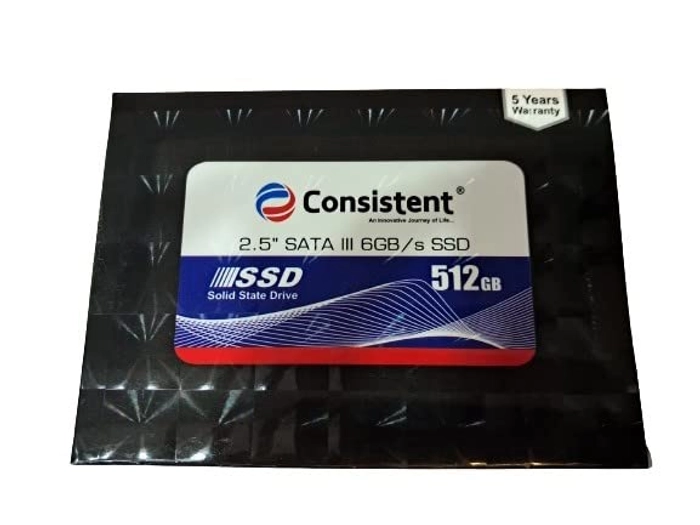 5 Years
Warranty
Consistent®
An Innovative Journey of Life...
2.5" SATA III 6GB/s SSD
SSD
512GB
Solid State Drive